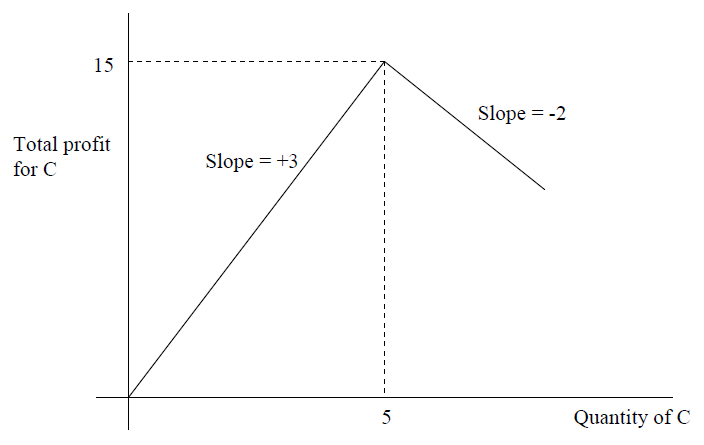 15
Slope = -2
Total profit
for C
Slope = +3
5
Quantity of C